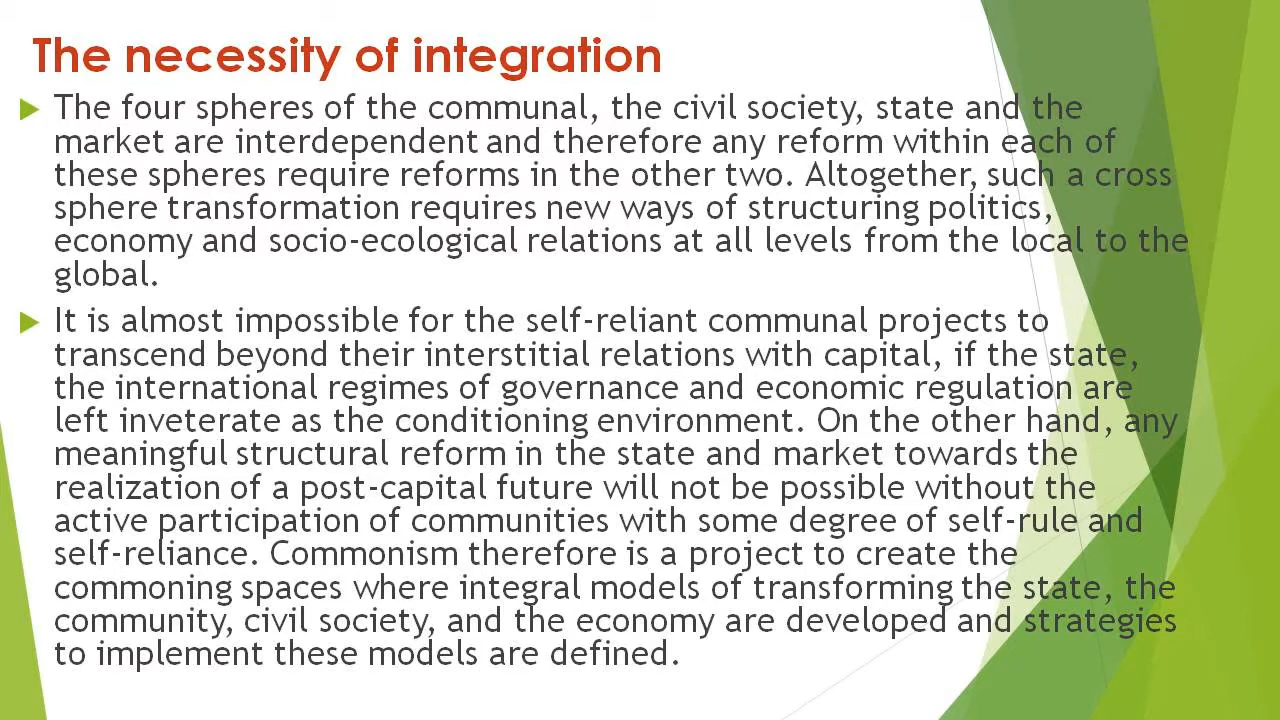 The necessity of integration
The four spheres of the communal, the civil society, state and the
market are interdependent and therefore any reform within each of
these spheres require reforms in the other two. Altogether, such a cross
sphere transformation requires new ways of structuring politics,
economy and socio-ecological relations at all levels from the local to the
global.
It is almost impossible for the self-reliant communal projects to
transcend beyond their interstitial relations with capital, if the state,
the international regimes of governance and economic regulation are
left inveterate as the conditioning environment. On the other hand, any
meaningful structural reform in the state and market towards the
realization of a post-capital future will not be possible without the
active participation of communities with some degree of self-rule and
self-reliance. Commonism therefore is a project to create the
commoning spaces where integral models of transforming the state, the
community, civil society, and the economy are developed and strategies
to implement these models are defined.